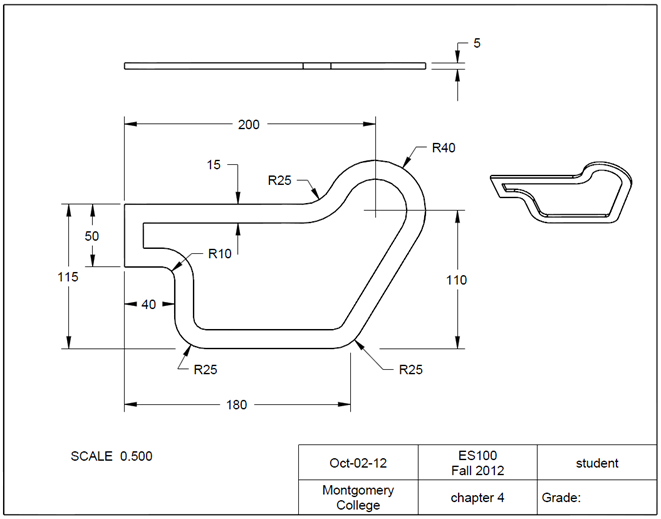 5
200
R40
15
R25
50
R10
115
110
40
R25
R25
180
SCALE 0.500
Oct-02-12
ES100
Fall 2012
student
Montgomery
College
chapter 4
Grade: